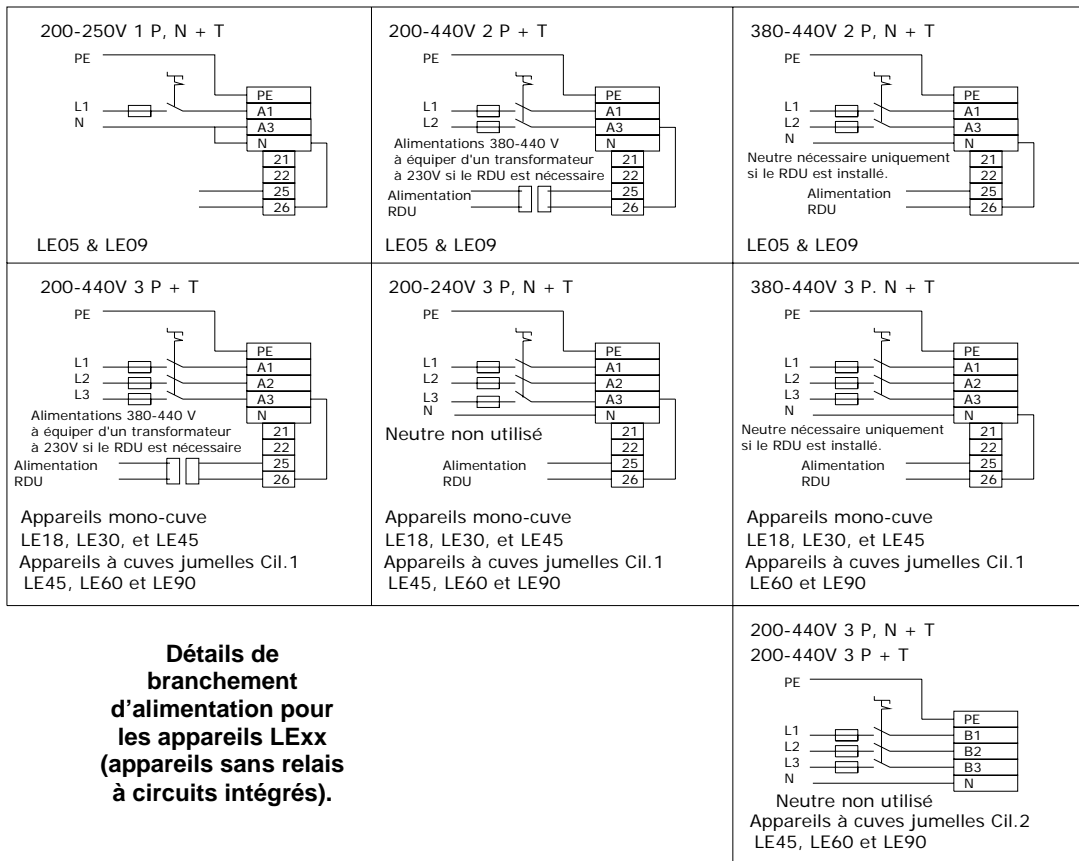 200-250V 1 P, N + T
PE
L1
N
PE
A1
A3
N
21
22
25
26
LE05 & LE09
200-440V 2 P + T
PE
L1
L2
PE
A1
A3
N
Alimentations 380-440 V
à équiper d'un transformateur
à 230V si le RDU est nécessaire
21
22
25
26
Alimentation
RDU
LE05 & LE09
380-440V 2 P, N + T
PE
L1
L2
N
PE
A1
A3
N
Neutre nécessaire uniquement
si le RDU est installé.
21
22
25
26
Alimentation
RDU
LE05 & LE09
200-440V 3 P + T
PE
L1
L2
L3
PE
A1
A2
A3
N
Alimentations 380-440 V
à équiper d'un transformateur
à 230V si le RDU est nécessaire
21
22
25
26
Alimentation
RDU
Appareils mono-cuve
LE18, LE30, et LE45
Appareils à cuves jumelles Cil.1
LE45, LE60 et LE90
200-240V 3 P, N + T
PE
L1
L2
L3
N
PE
A1
A2
A3
N
Neutre non utilisé
21
22
25
26
Alimentation
RDU
Appareils mono-cuve
LE18, LE30, et LE45
Appareils à cuves jumelles Cil.1
LE45, LE60 et LE90
380-440V 3 P. N + T
PE
L1
L2
L3
N
PE
A1
A2
A3
N
Neutre nécessaire uniquement
si le RDU est installé.
21
22
25
26
Alimentation
RDU
Appareils mono-cuve
LE18, LE30, et LE45
Appareils à cuves jumelles Cil.1
LE60 et LE90
Détails de
branchement
d'alimentation pour
les appareils LExx
(appareils sans relais
à circuits intégrés).
200-440V 3 P, N + T
200-440V 3 P + T
PE
L1
L2
L3
N
PE
B1
B2
B3
N
Neutre non utilisé
Appareils à cuves jumelles Cil.2
LE45, LE60 et LE90